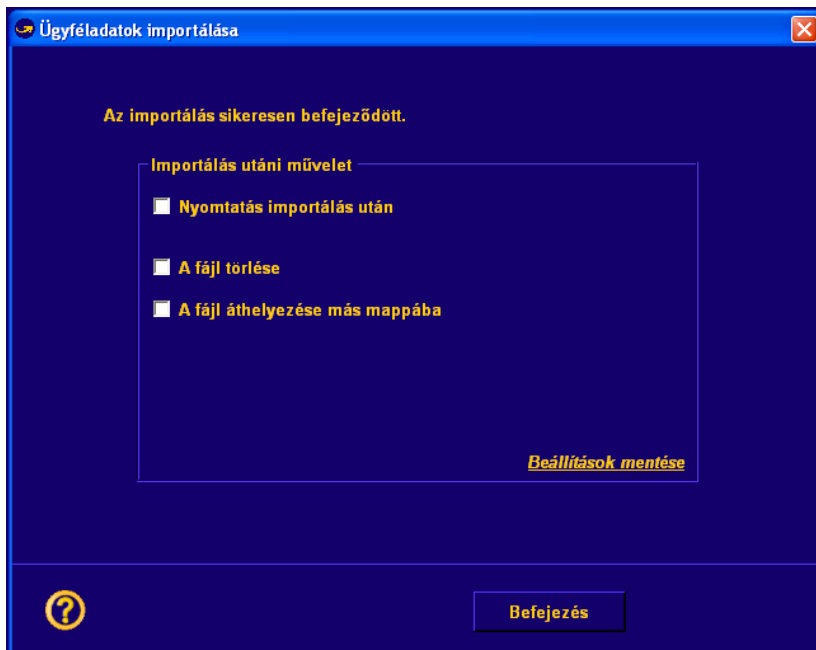 Ügyféladatok importálása
Az importálás sikeresen befejeződött.
Importálás utáni művelet
Nyomtatás importálás után
A fájl törlése
A fájl áthelyezése más mappába
Beállítások mentése
?
Befejezés